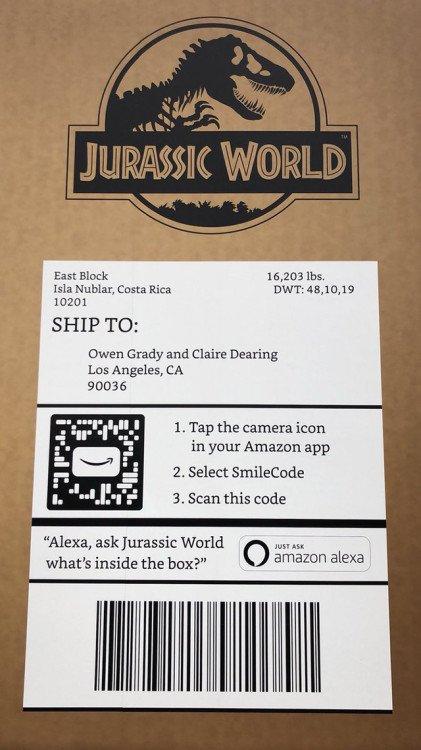 JURASSIC WORLD
TM
East Block
Isla Nublar, Costa Rica
10201
16,203 lbs.
DWT: 48,10,19
SHIP TO:
Owen Grady and Claire Dearing
Los Angeles, CA
90036
1. Tap the camera icon
in your Amazon app
2. Select SmileCode
3. Scan this code
“Alexa, ask Jurassic World
what's inside the box?”
JUST ASK
amazon alexa